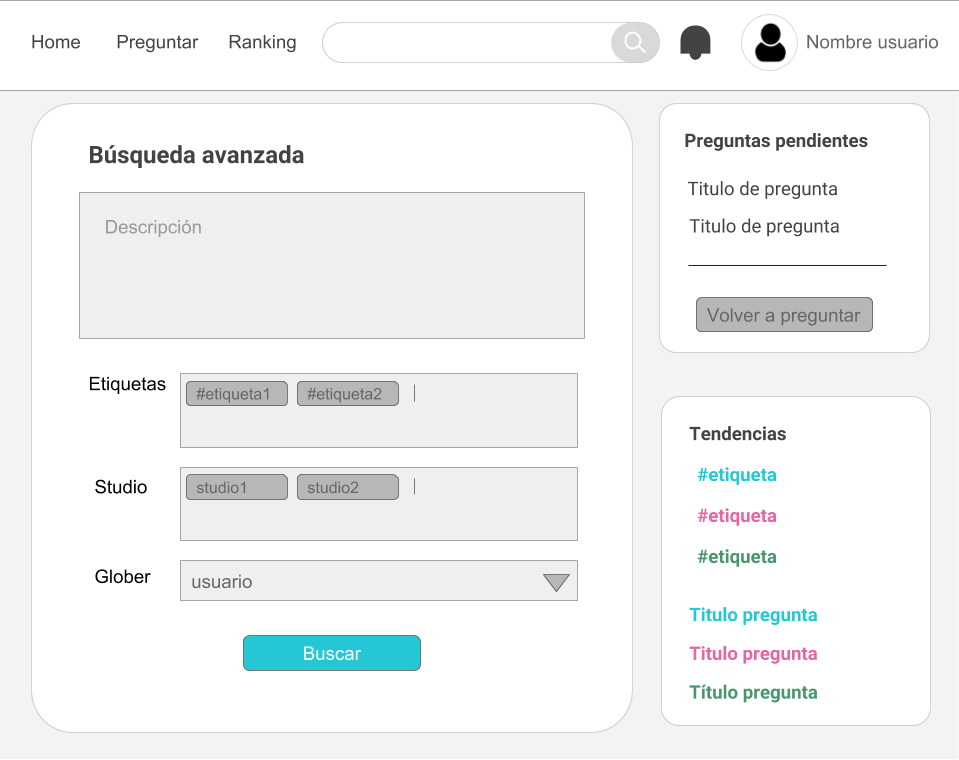 Home Preguntar Ranking Nombre usuario
Búsqueda avanzada
Descripción
Etiquetas #etiqueta1 #etiqueta2
Studio studio1 studio2
Glober usuario
Buscar
Preguntas pendientes
Titulo de pregunta
Titulo de pregunta
Volver a preguntar
Tendencias
#etiqueta
#etiqueta
#etiqueta
Titulo pregunta
Titulo pregunta
Título pregunta